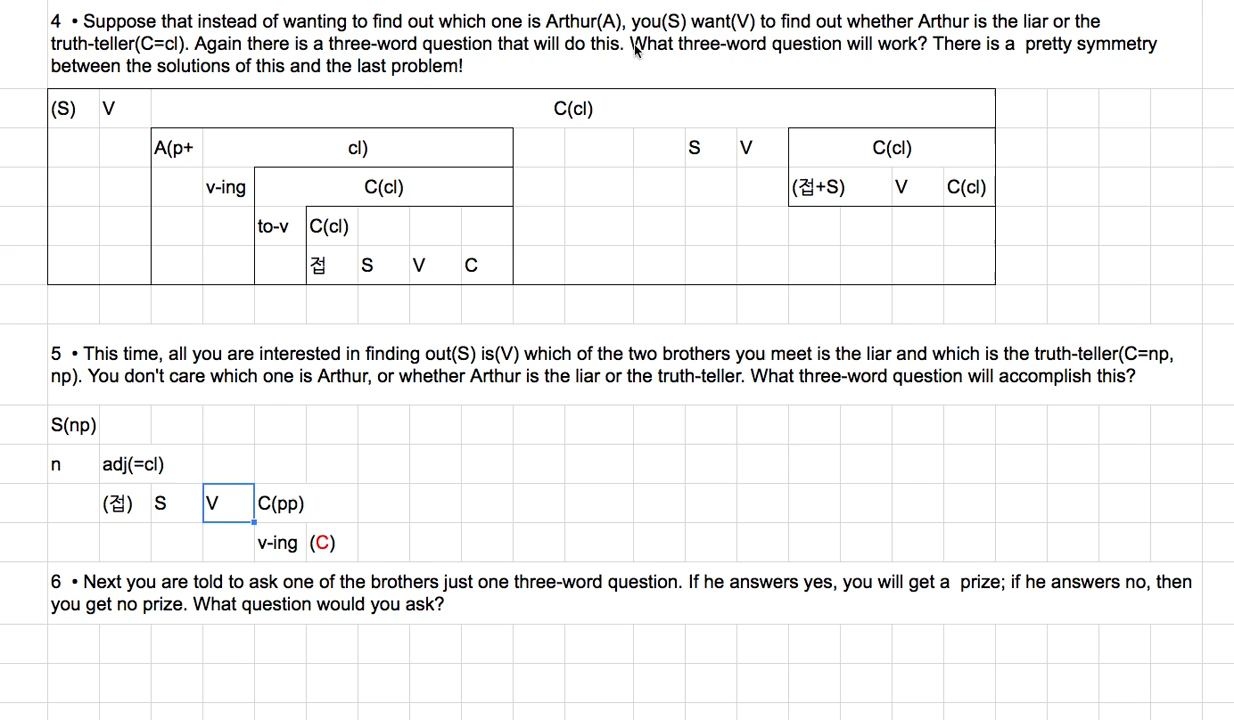 4 • Suppose that instead of wanting to find out which one is Arthur(A), you(S) want(V) to find out whether Arthur is the liar or the
truth-teller(C=cl). Again there is a three-word question that will do this. What three-word question will work? There is a pretty symmetry
between the solutions of this and the last problem!
(S) V C(cl)
A(p+ cl) S V C(cl)
v-ing C(cl) (접+S) V C(cl)
to-v C(cl)
접 S V C
5 • This time, all you are interested in finding out(S) is(V) which of the two brothers you meet is the liar and which is the truth-teller(C=np,
np). You don't care which one is Arthur, or whether Arthur is the liar or the truth-teller. What three-word question will accomplish this?
S(np)
n adj(=cl)
(접) S V C(pp)
v-ing (C)
6 • Next you are told to ask one of the brothers just one three-word question. If he answers yes, you will get a prize; if he answers no, then
you get no prize. What question would you ask?